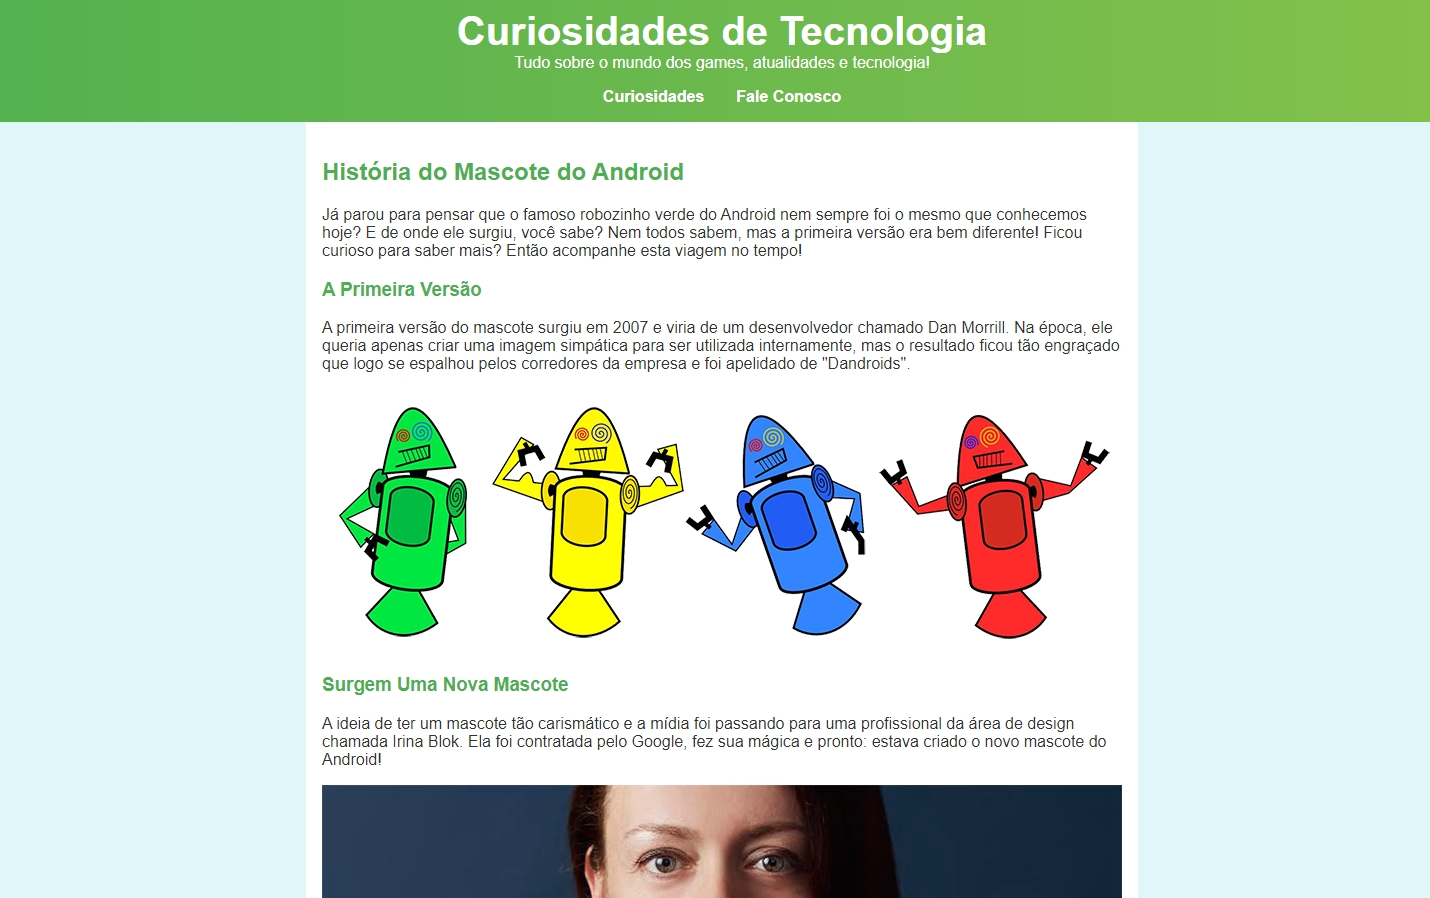 Curiosidades de Tecnologia
Tudo sobre o mundo dos games, atualidades e tecnologia!
Curiosidades Fale Conosco
História do Mascote do Android
Já parou para pensar que o famoso robozinho verde do Android nem sempre foi o mesmo que conhecemos
hoje? E de onde ele surgiu, você sabe? Nem todos sabem, mas a primeira versão era bem diferente! Ficou
curioso para saber mais? Então acompanhe esta viagem no tempo!
A Primeira Versão
A primeira versão do mascote surgiu em 2007 e viria de um desenvolvedor chamado Dan Morrill. Na época, ele
queria apenas criar uma imagem simpática para ser utilizada internamente, mas o resultado ficou tão engraçado
que logo se espalhou pelos corredores da empresa e foi apelidado de "Dandroids".
Surgem Uma Nova Mascote
A ideia de ter um mascote tão carismático e a mídia foi passando para uma profissional da área de design
chamada Irina Blok. Ela foi contratada pelo Google, fez sua mágica e pronto: estava criado o novo mascote do
Android!